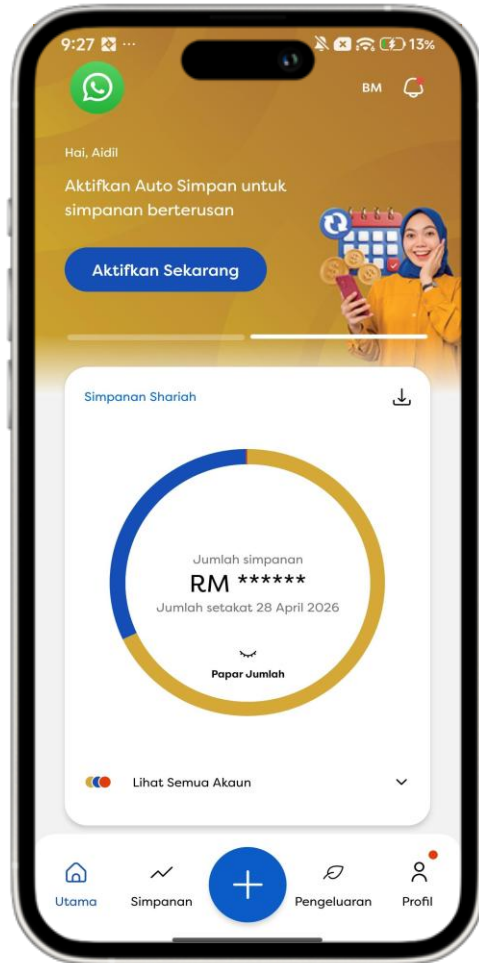 9:27
13%
BM
Hai, Aidil
Aktifkan Auto Simpan untuk
simpanan berterusan
Aktifkan Sekarang
Simpanan Shariah
Jumlah simpanan
RM ******
Jumlah setakat 28 April 2026
Papar Jumlah
Lihat Semua Akaun
Utama
Simpanan
Pengeluaran
Profil